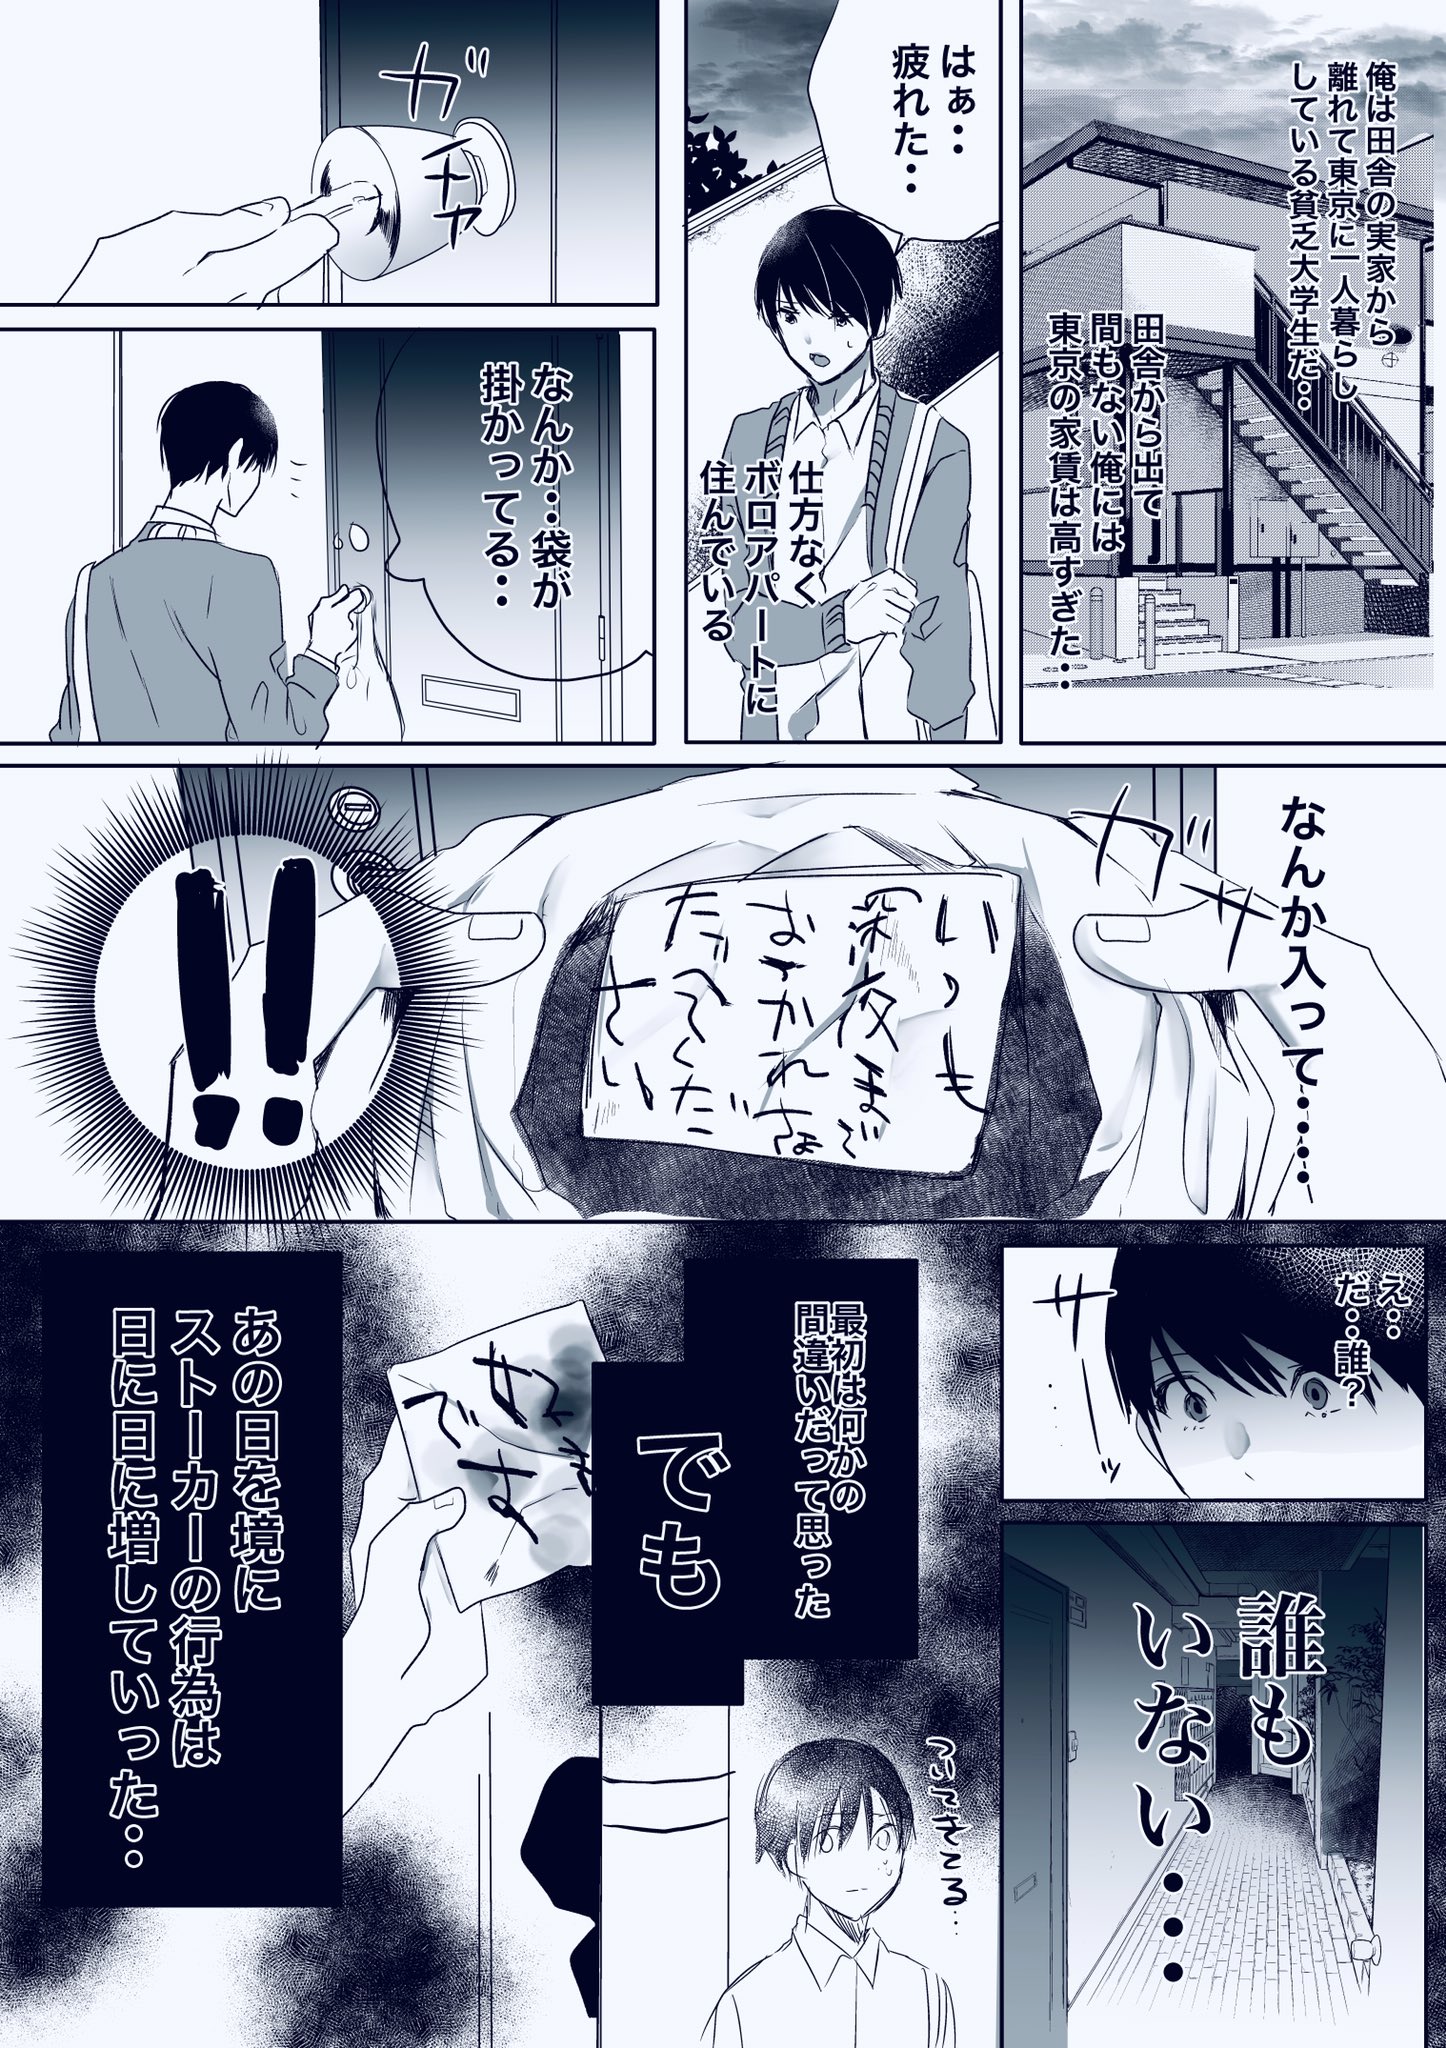 俺は田舎の実家から
離れて東京に一人暮らし
している貧乏大学生だ・・
田舎から出て
間もない俺には
東京の家賃は高すぎた・・
はぁ・・
疲れた・・
仕方なく
ボロアパートに
住んでいる
ガチャ
なんか・・袋が
掛かってる・・
なんか入って・・・・
ガサ
いつも
深夜まで
おつかれさま
たべてくだ
さい
!!
え・・
だ・・誰?
サッ
誰も
いない・・・・
最初は何かの
間違いだって思った
でも
ついてきてる…
あの日を境に
ストーカーの行為は
日に日に増していった・・